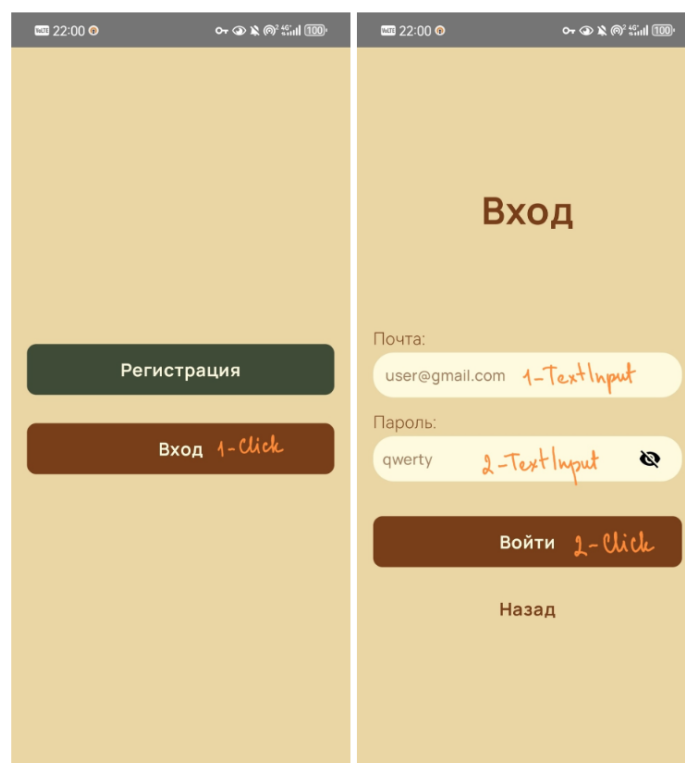 22:00
100
Регистрация
Вход 1-Click
22:00
100
Вход
Почта:
user@gmail.com 1-TextInput
Пароль:
qwerty 2-TextInput
Войти 2-Click
Назад